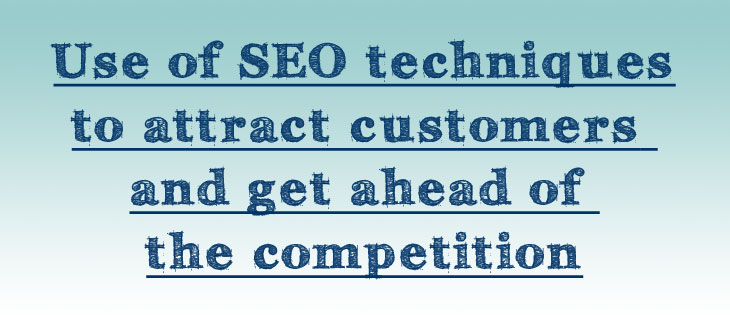 Use of SEO techniques
to attract customers
and get ahead of
the competition